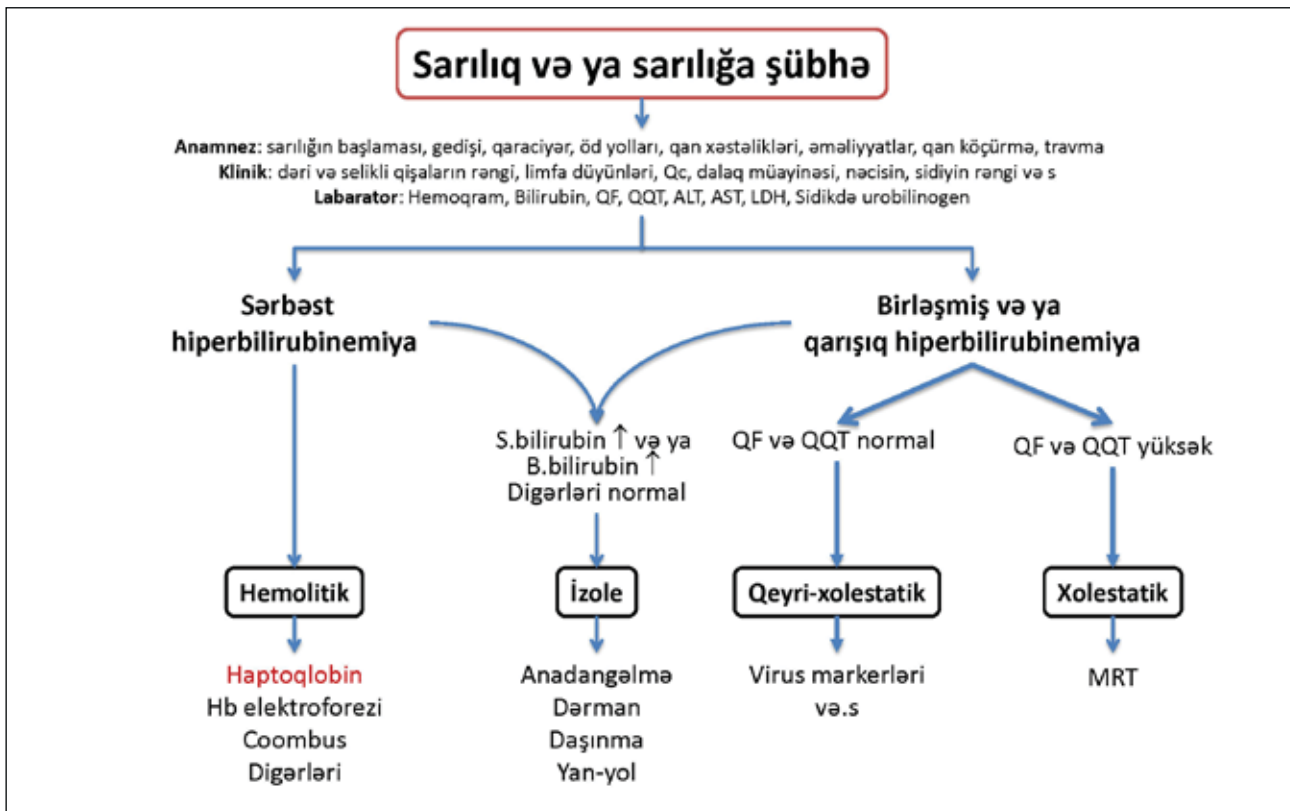 Sarılıq və ya sarılığa şübhə
Anamnez: sarılığın başlaması, gedişi, qaraciyər, öd yolları, qan xəstəlikləri, əməliyyatlar, qan köçürmə, travma
Klinik: dəri və selikli qişaların rəngi, limfa düyünləri, Qc, dalaq müayinəsi, nəcisin, sidiyin rəngi və s
Labarator: Hemoqram, Bilirubin, QF, QQT, ALT, AST, LDH, Sidikdə urobilinogen
Sərbəst
hiperbilirubinemiya
Birləşmiş və ya
qarışıq hiperbilirubinemiya
S.bilirubin ↑ və ya
B.bilirubin ↑
Digərləri normal
QF və QQT normal
QF və QQT yüksək
Hemolitik
İzole
Qeyri-xolestatik
Xolestatik
Haptoqlobin
Hb elektroforezi
Coombus
Digərləri
Anadangəlmə
Dərman
Daşınma
Yan-yol
Virus markerləri
və.s
MRT